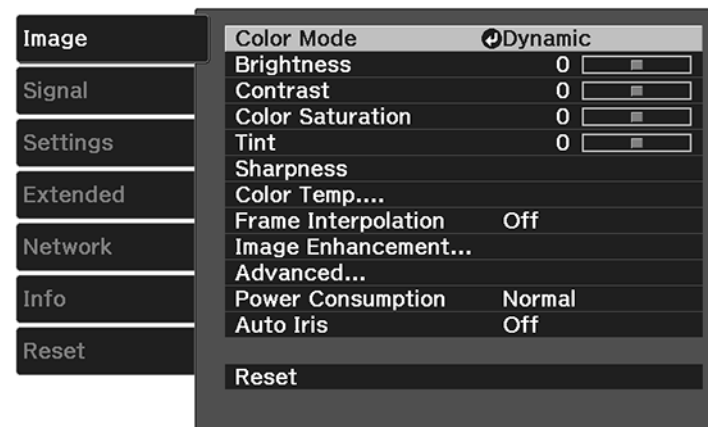 Image
Signal
Settings
Extended
Network
Info
Reset
Color Mode Dynamic
Brightness 0
Contrast 0
Color Saturation 0
Tint 0
Sharpness
Color Temp....
Frame Interpolation Off
Image Enhancement...
Advanced...
Power Consumption Normal
Auto Iris Off
Reset